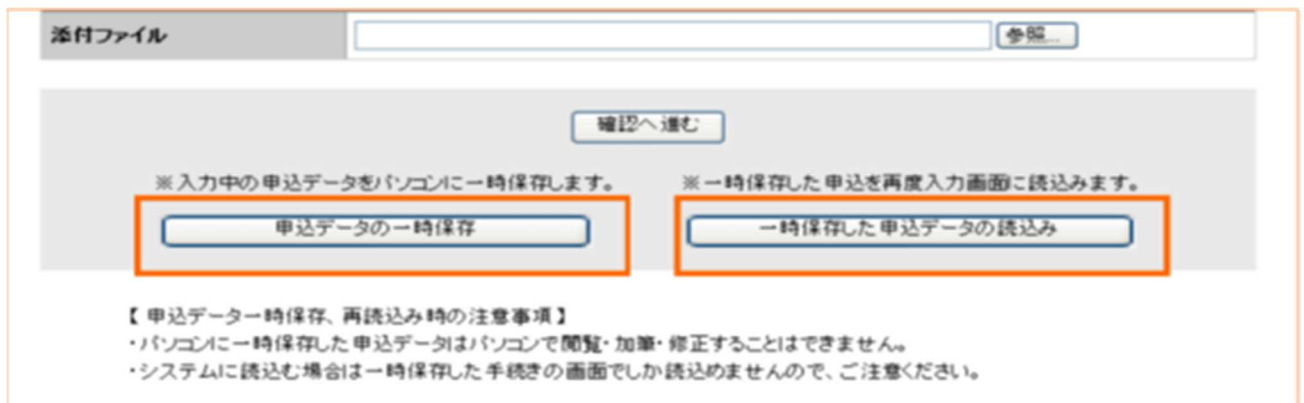 添付ファイル 参照...
確認へ進む
※入力中の申込データをパソコンに一時保存します。 ※一時保存した申込を再度入力画面に読込みます。
申込データの一時保存 一時保存した申込データの読込み
【申込データ一時保存、再読込み時の注意事項】
・パソコンに一時保存した申込データはパソコンで閲覧・加筆・修正することはできません。
・システムに読込む場合は一時保存した手続きの画面でしか読込めませんので、ご注意ください。